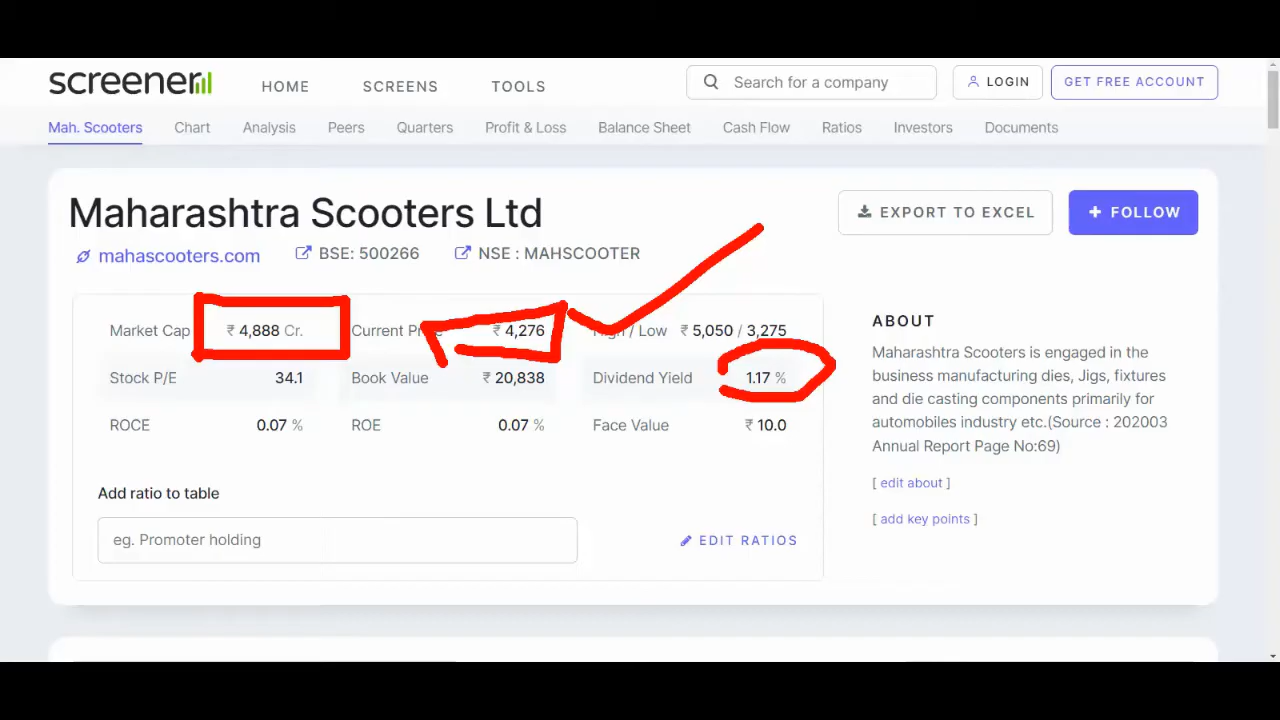 screener
HOME SCREENS TOOLS Search for a company LOGIN GET FREE ACCOUNT
Mah. Scooters Chart Analysis Peers Quarters Profit & Loss Balance Sheet Cash Flow Ratios Investors Documents
Maharashtra Scooters Ltd
EXPORT TO EXCEL + FOLLOW
mahascooters.com BSE: 500266 NSE : MAHSCOOTER
Market Cap ₹ 4,888 Cr. Current Price ₹ 4,276 High / Low ₹ 5,050 / 3,275
Stock P/E 34.1 Book Value ₹ 20,838 Dividend Yield 1.17 %
ROCE 0.07 % ROE 0.07 % Face Value ₹ 10.0
Add ratio to table
eg. Promoter holding EDIT RATIOS
ABOUT
Maharashtra Scooters is engaged in the
business manufacturing dies, Jigs, fixtures
and die casting components primarily for
automobiles industry etc.(Source : 202003
Annual Report Page No:69)
[ edit about ]
[ add key points ]